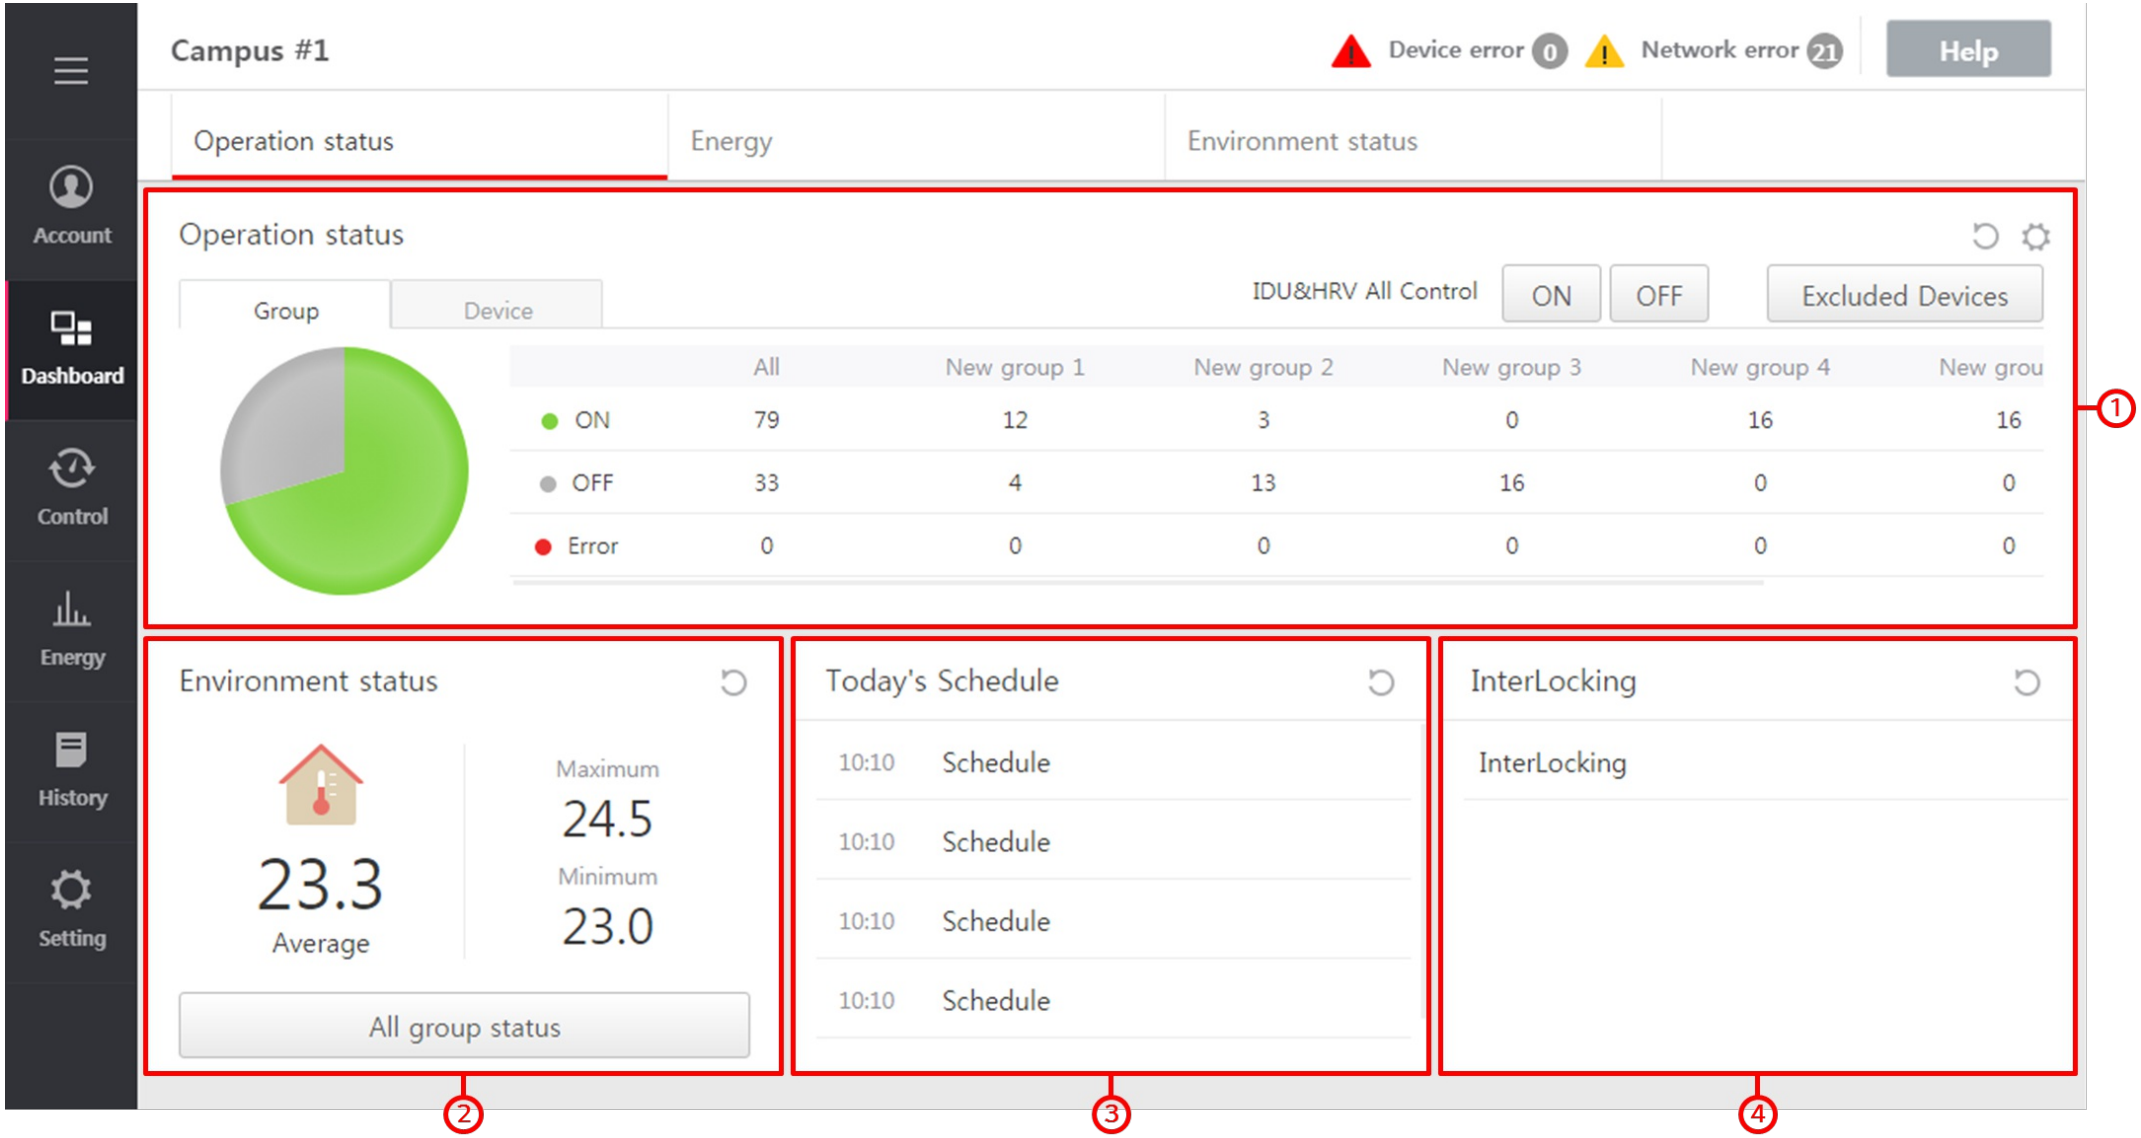 Campus #1
Device error 0
Network error 21
Help
Account
Dashboard
Control
Energy
History
Setting
Operation status
Energy
Environment status
Operation status
Group
Device
IDU&HRV All Control
ON
OFF
Excluded Devices
All New group 1 New group 2 New group 3 New group 4 New grou
ON 79 12 3 0 16 16
OFF 33 4 13 16 0 0
Error 0 0 0 0 0 0
1
Environment status
23.3
Average
Maximum
24.5
Minimum
23.0
All group status
2
Today's Schedule
10:10 Schedule
10:10 Schedule
10:10 Schedule
10:10 Schedule
3
InterLocking
InterLocking
4